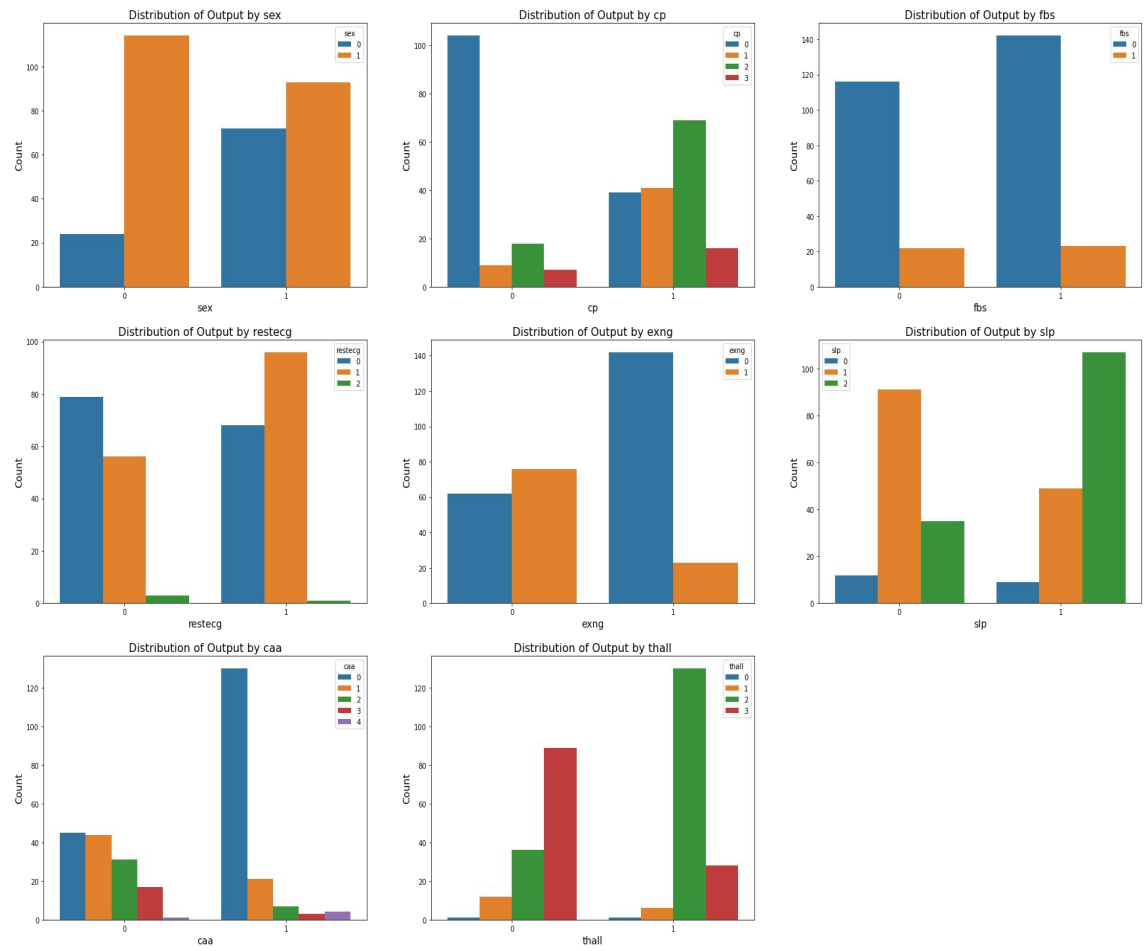 Distribution of Output by sex
Count
100
80
60
40
20
0
sex
0
1
0
1
sex
Distribution of Output by cp
Count
100
80
60
40
20
0
cp
0
1
2
3
0
1
cp
Distribution of Output by fbs
Count
140
120
100
80
60
40
20
0
fbs
0
1
0
1
fbs
Distribution of Output by restecg
Count
100
80
60
40
20
0
restecg
0
1
2
0
1
restecg
Distribution of Output by exng
Count
140
120
100
80
60
40
20
0
exng
0
1
0
1
exng
Distribution of Output by slp
Count
100
80
60
40
20
0
slp
0
1
2
0
1
slp
Distribution of Output by caa
Count
120
100
80
60
40
20
0
caa
0
1
2
3
4
0
1
caa
Distribution of Output by thall
Count
120
100
80
60
40
20
0
thall
0
1
2
3
0
1
thall